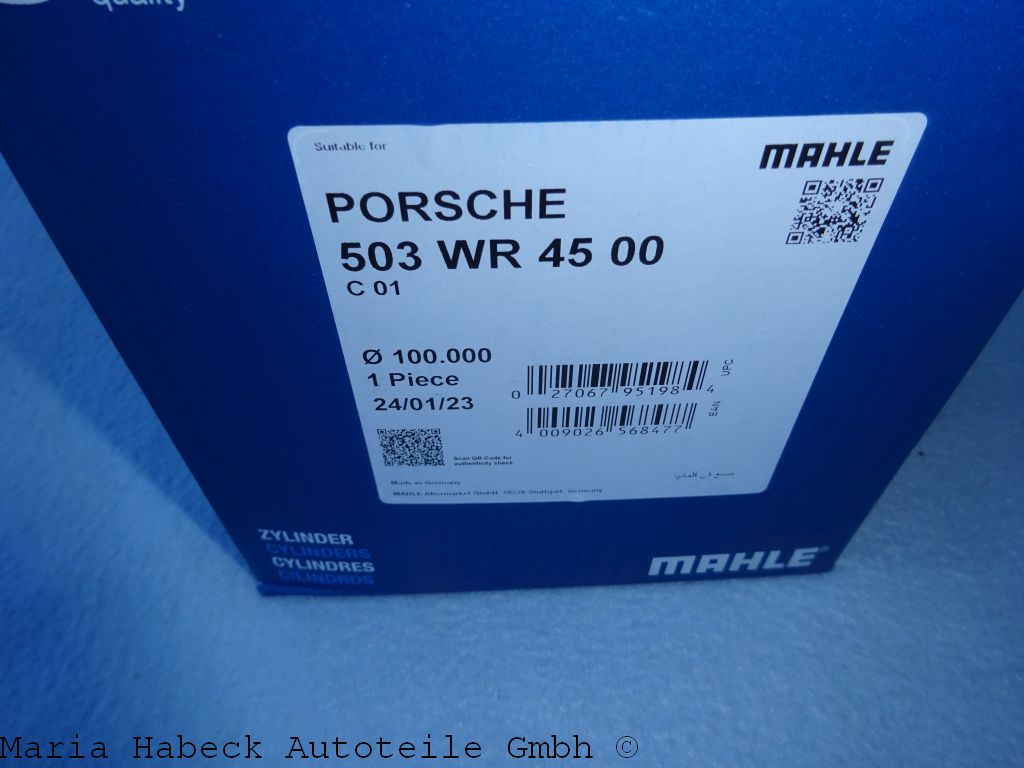 quality
Suitable for
MAHLE
PORSCHE
503 WR 45 00
C 01
Ø 100.000
1 Piece
24/01/23
0 27067 95198 4
UPC
4 009026 568477
EAN
Scan QR-Code for
authenticity check
Made in Germany
صنع في ألمانيا
MAHLE Aftermarket GmbH, 70376 Stuttgart, Germany
ZYLINDER
CYLINDERS
CYLINDRES
CILINDROS
MAHLE®
Maria Habeck Autoteile Gmbh ©